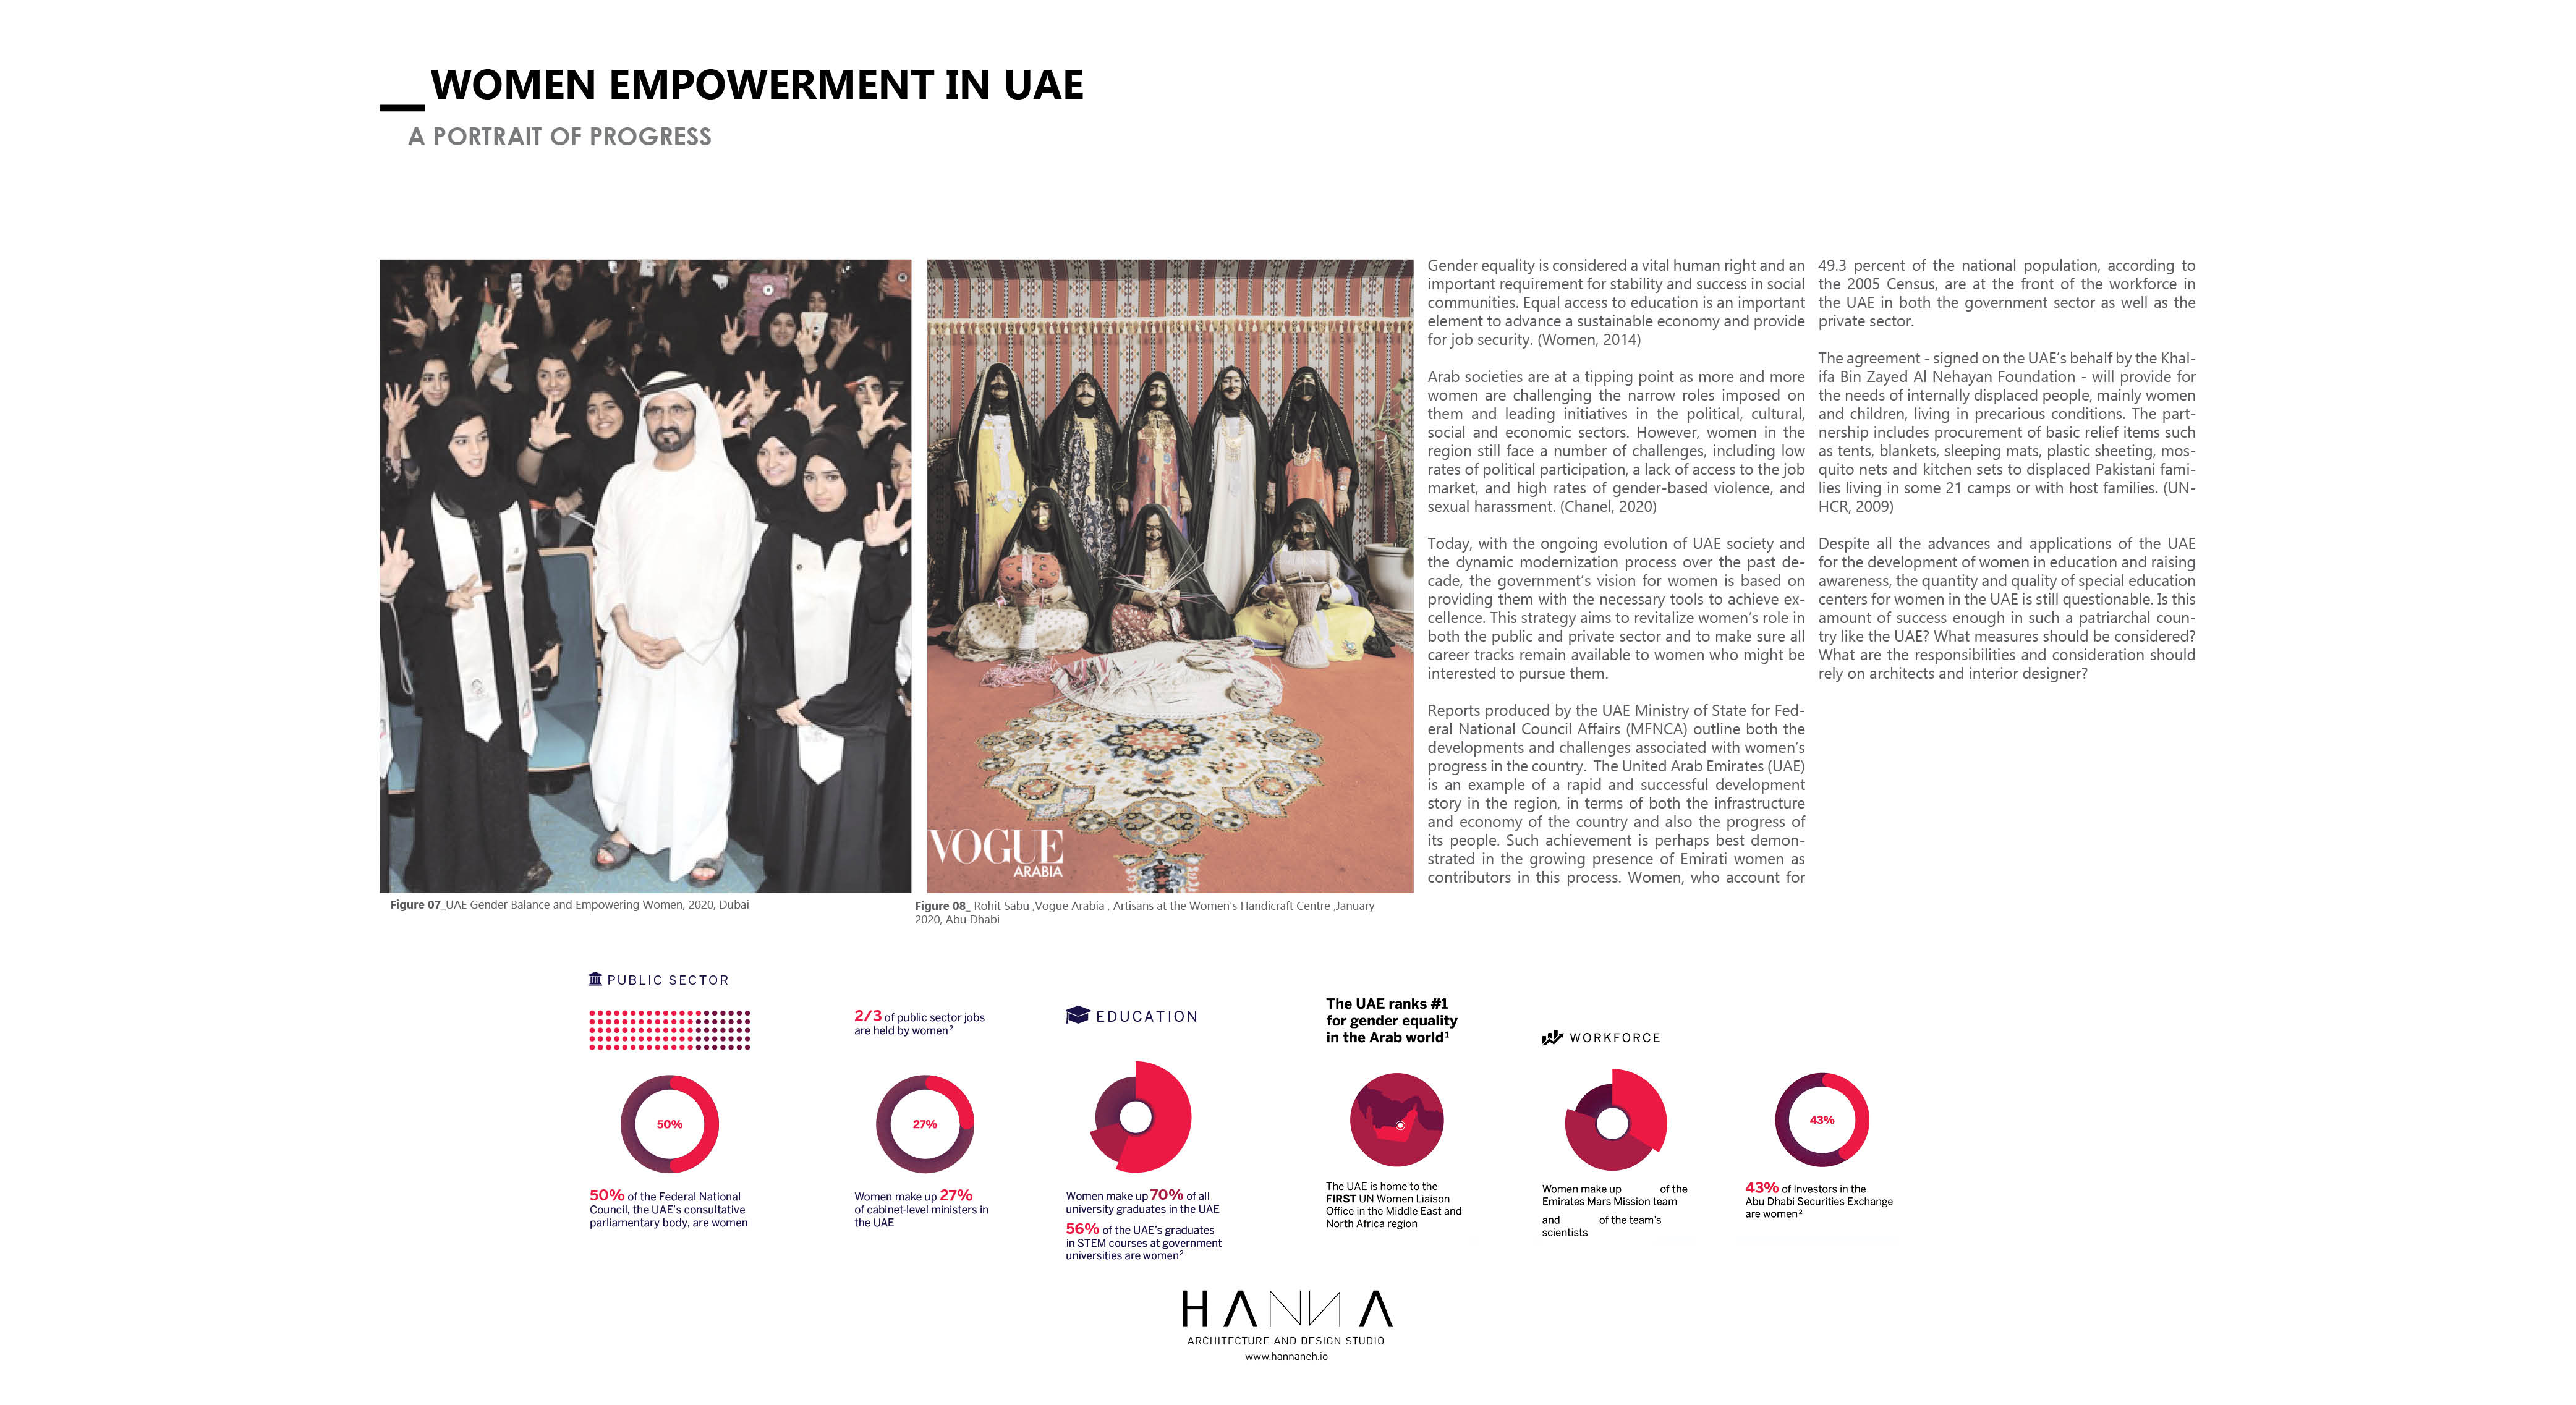 __WOMEN EMPOWERMENT IN UAE
A PORTRAIT OF PROGRESS
Gender equality is considered a vital human right and an
important requirement for stability and success in social
communities. Equal access to education is an important
element to advance a sustainable economy and provide
for job security. (Women, 2014)
Arab societies are at a tipping point as more and more
women are challenging the narrow roles imposed on
them and leading initiatives in the political, cultural,
social and economic sectors. However, women in the
region still face a number of challenges, including low
rates of political participation, a lack of access to the job
market, and high rates of gender-based violence, and
sexual harassment. (Chanel, 2020)
Today, with the ongoing evolution of UAE society and
the dynamic modernization process over the past de-
cade, the government's vision for women is based on
providing them with the necessary tools to achieve ex-
cellence. This strategy aims to revitalize women's role in
both the public and private sector and to make sure all
career tracks remain available to women who might be
interested to pursue them.
Reports produced by the UAE Ministry of State for Fed-
eral National Council Affairs (MFNCA) outline both the
developments and challenges associated with women's
progress in the country. The United Arab Emirates (UAE)
is an example of a rapid and successful development
story in the region, in terms of both the infrastructure
and economy of the country and also the progress of
its people. Such achievement is perhaps best demon-
strated in the growing presence of Emirati women as
contributors in this process. Women, who account for
49.3 percent of the national population, according to
the 2005 Census, are at the front of the workforce in
the UAE in both the government sector as well as the
private sector.
The agreement - signed on the UAE's behalf by the Khal-
ifa Bin Zayed Al Nehayan Foundation - will provide for
the needs of internally displaced people, mainly women
and children, living in precarious conditions. The part-
nership includes procurement of basic relief items such
as tents, blankets, sleeping mats, plastic sheeting, mos-
quito nets and kitchen sets to displaced Pakistani fami-
lies living in some 21 camps or with host families. (UN-
HCR, 2009)
Despite all the advances and applications of the UAE
for the development of women in education and raising
awareness, the quantity and quality of special education
centers for women in the UAE is still questionable. Is this
amount of success enough in such a patriarchal coun-
try like the UAE? What measures should be considered?
What are the responsibilities and consideration should
rely on architects and interior designer?
VOGUE
ARABIA
Figure 07_UAE Gender Balance and Empowering Women, 2020, Dubai
Figure 08_ Rohit Sabu ,Vogue Arabia , Artisans at the Women's Handicraft Centre ,January
2020, Abu Dhabi
PUBLIC SECTOR
50%
50% of the Federal National
Council, the UAE's consultative
parliamentary body, are women
2/3 of public sector jobs
are held by women²
27%
Women make up 27%
of cabinet-level ministers in
the UAE
EDUCATION
Women make up 70% of all
university graduates in the UAE
56% of the UAE's graduates
in STEM courses at government
universities are women²
The UAE ranks #1
for gender equality
in the Arab world¹
The UAE is home to the
FIRST UN Women Liaison
Office in the Middle East and
North Africa region
WORKFORCE
Women make up of the
Emirates Mars Mission team
and of the team's
scientists
43%
43% of Investors in the
Abu Dhabi Securities Exchange
are women²
HANNA
ARCHITECTURE AND DESIGN STUDIO
www.hannaneh.io